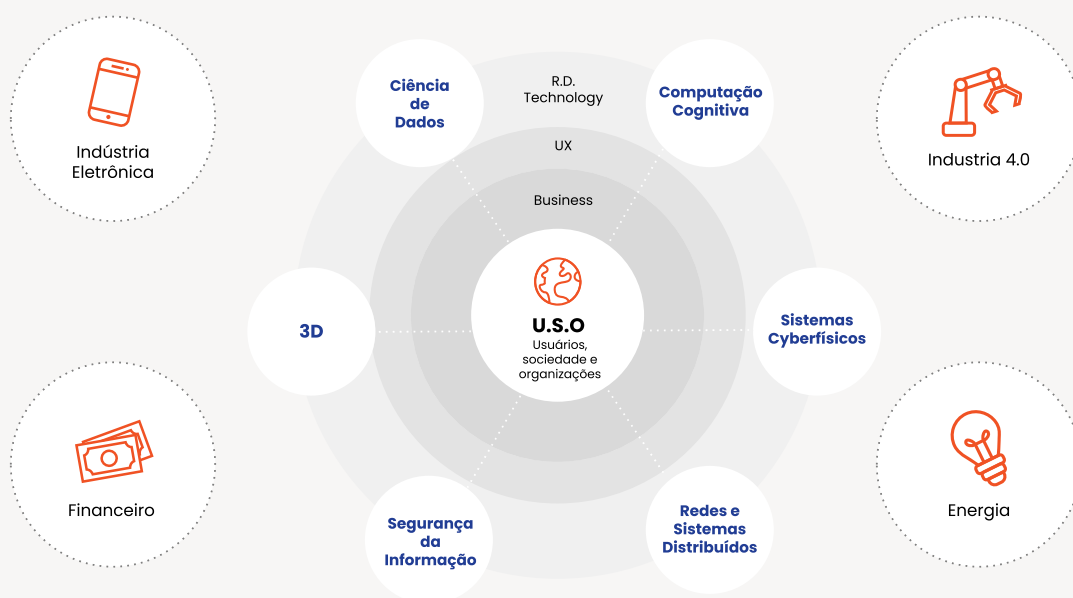 Indústria
Eletrônica
Ciência
de
Dados
R.D.
Technology
UX
Business
Computação
Cognitiva
Industria 4.0
3D
U.S.O
Usuários,
sociedade e
organizações
Sistemas
Cyberfísicos
Financeiro
Segurança
da
Informação
Redes e
Sistemas
Distribuídos
Energia